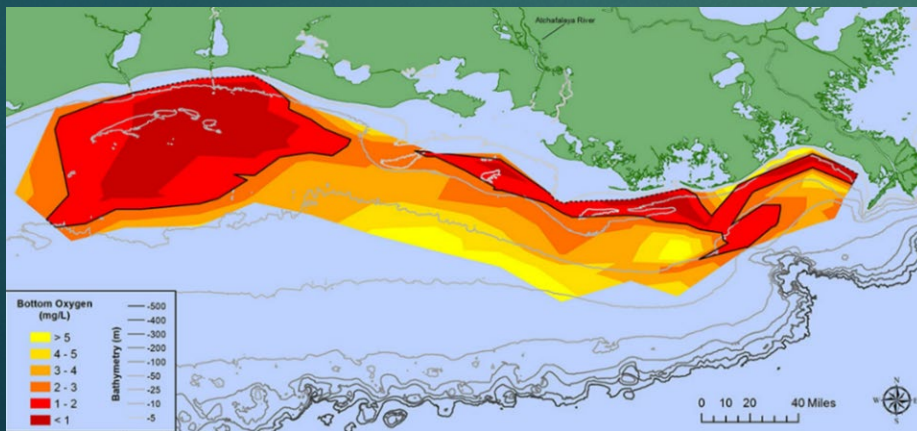 Atchafalaya River
Bottom Oxygen
(mg/L)
> 5
4 - 5
3 - 4
2 - 3
1 - 2
< 1
Bathymetry (m)
-500
-400
-300
-200
-100
-50
-25
-10
-5
0 10 20 40 Miles
N
W E
S